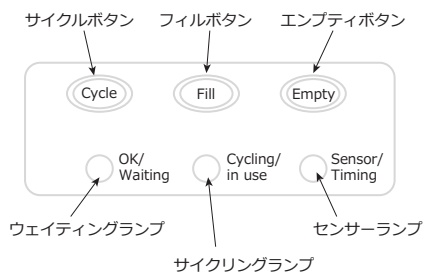 サイクルボタン
フィルボタン
エンプティボタン
Cycle
Fill
Empty
OK/
Waiting
Cycling/
in use
Sensor/
Timing
ウェイティングランプ
センサーランプ
サイクリングランプ